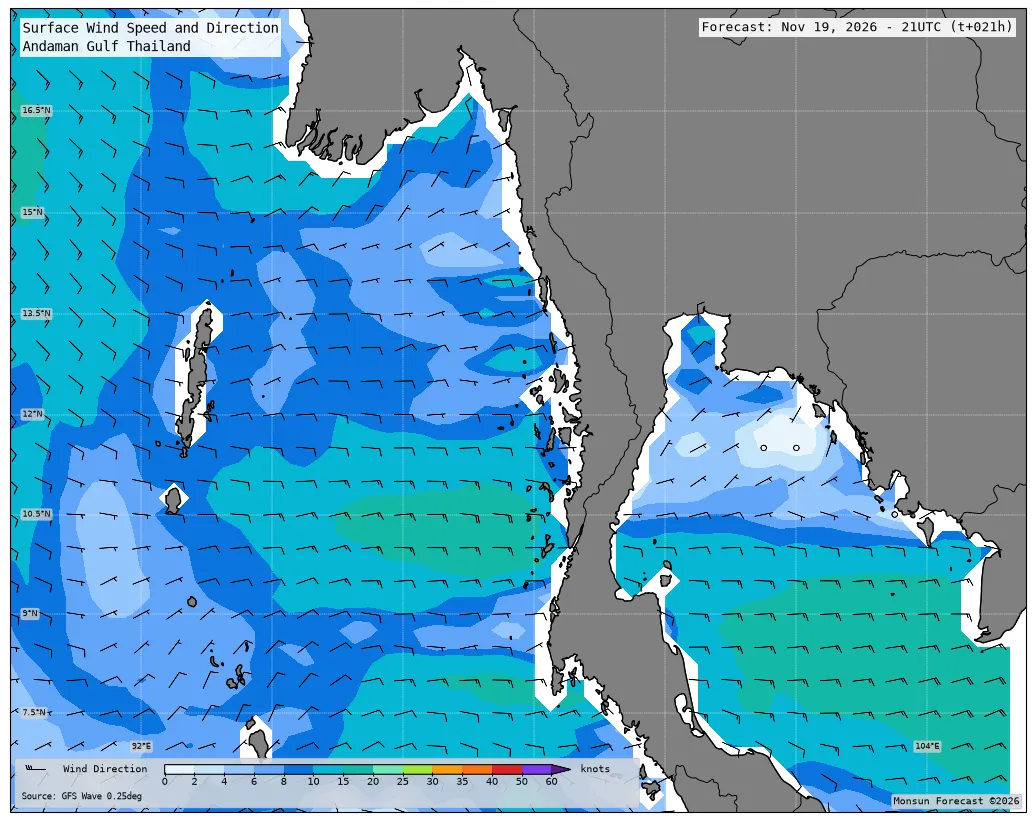 Surface Wind Speed and Direction
Andaman Gulf Thailand
Forecast: Nov 19, 2026 - 21UTC (t+021h)
16.5°N
15°N
13.5°N
12°N
10.5°N
9°N
7.5°N
92°E
104°E
Wind Direction
knots
0 2 4 6 8 10 15 20 25 30 35 40 50 60
Source: GFS Wave 0.25deg
Monsun Forecast ©2026